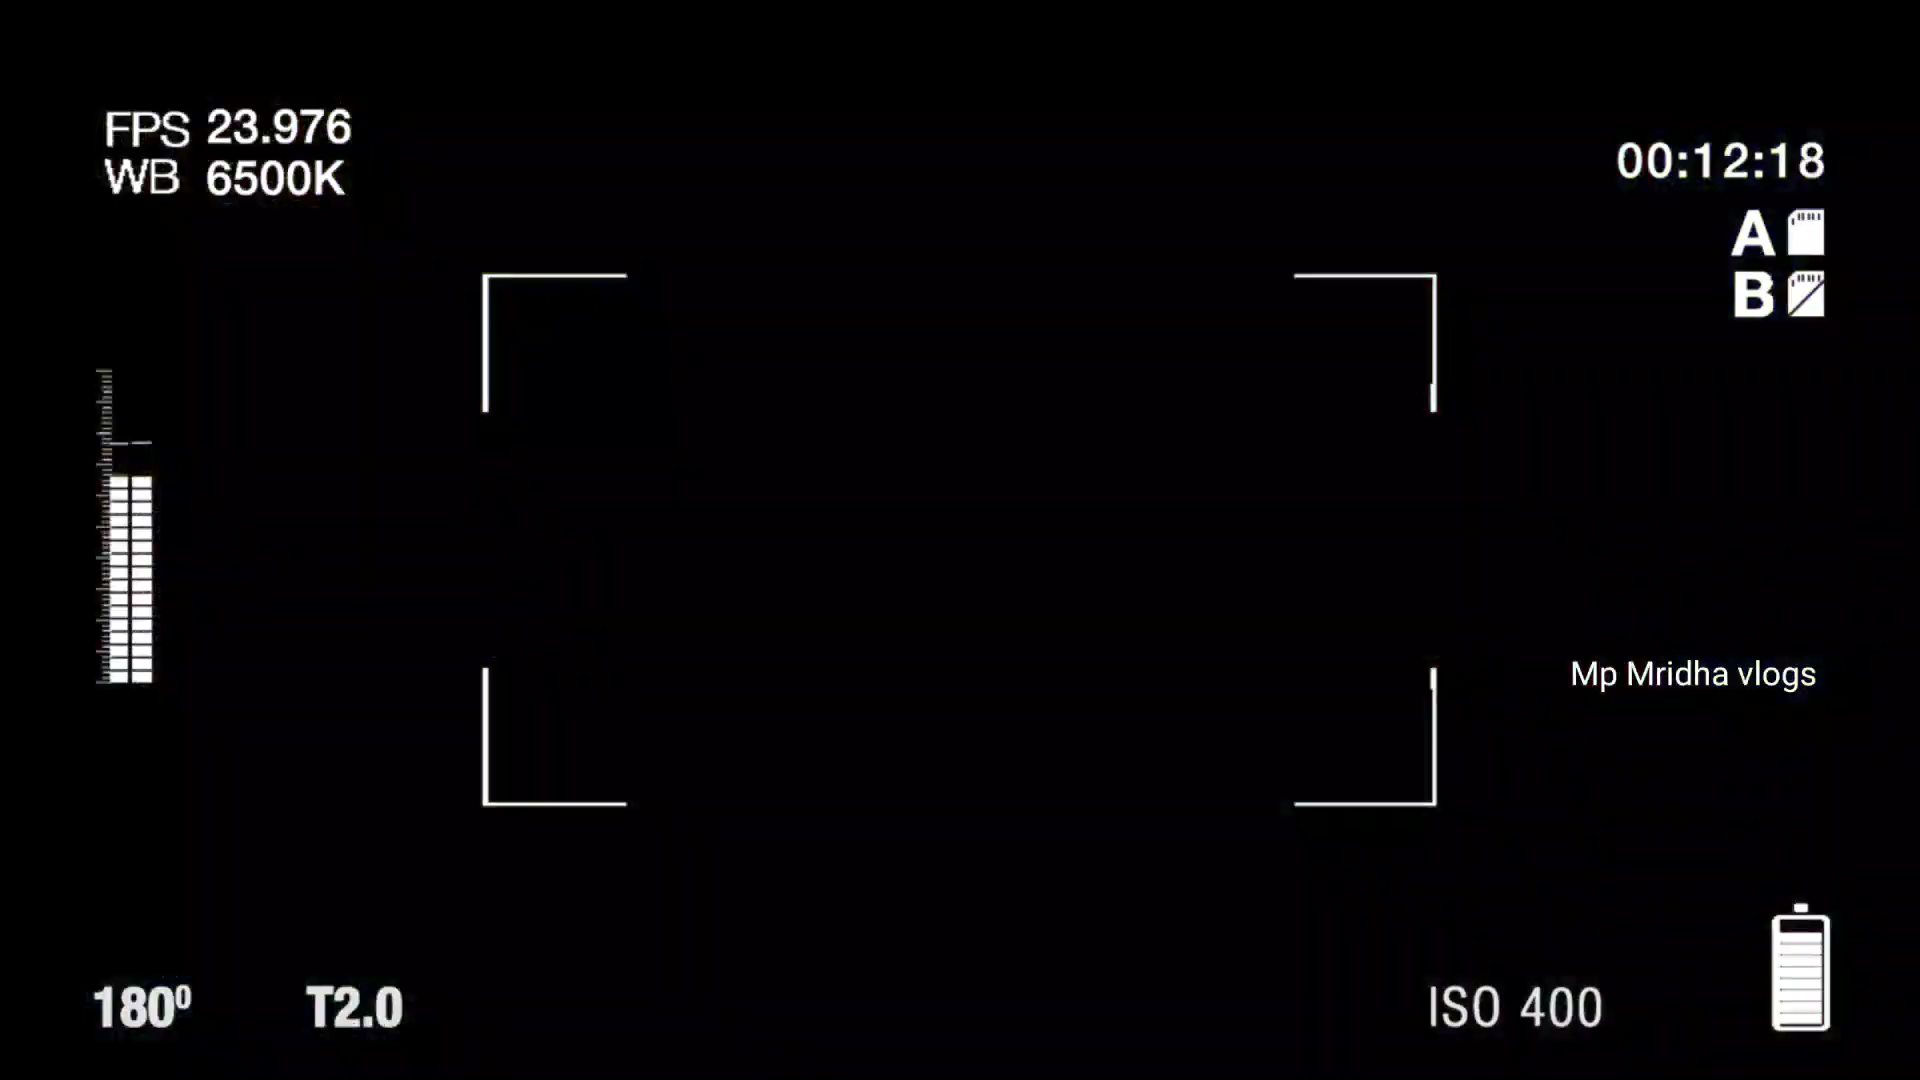 FPS 23.976
WB 6500K
00:12:18
A
B
Mp Mridha vlogs
180⁰
T2.0
ISO 400